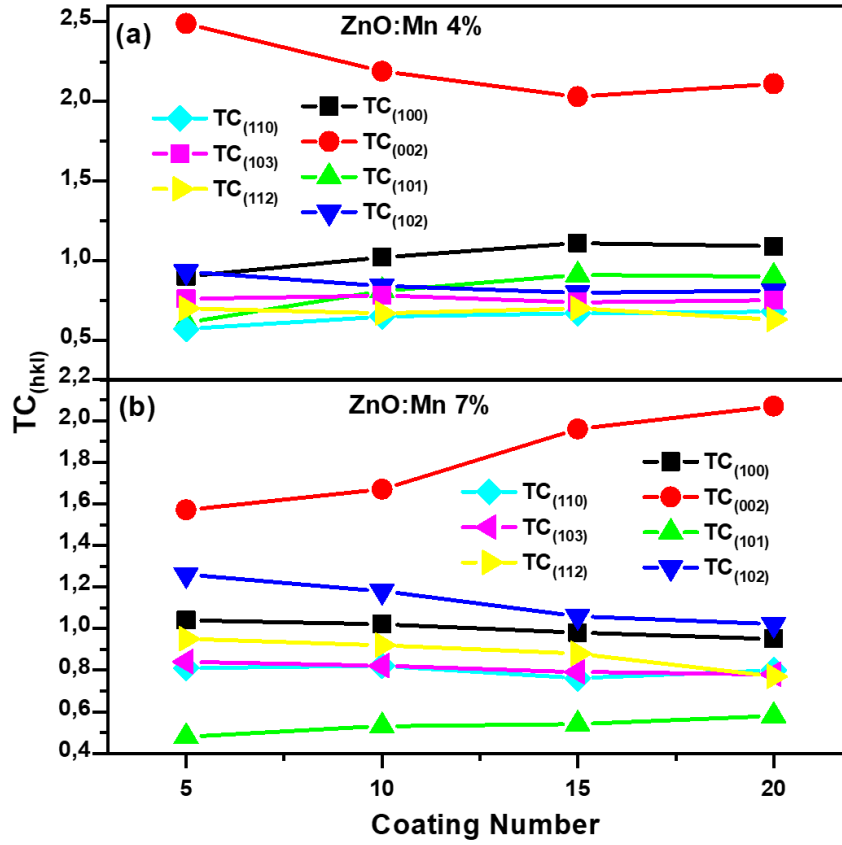 (a)
ZnO:Mn 4%
2,5
2,0
1,5
1,0
0,5
TC(110)
TC(103)
TC(112)
TC(100)
TC(002)
TC(101)
TC(102)
TC(hkl)
(b)
ZnO:Mn 7%
2,2
2,0
1,8
1,6
1,4
1,2
1,0
0,8
0,6
0,4
TC(110)
TC(103)
TC(112)
TC(100)
TC(002)
TC(101)
TC(102)
5 10 15 20
Coating Number